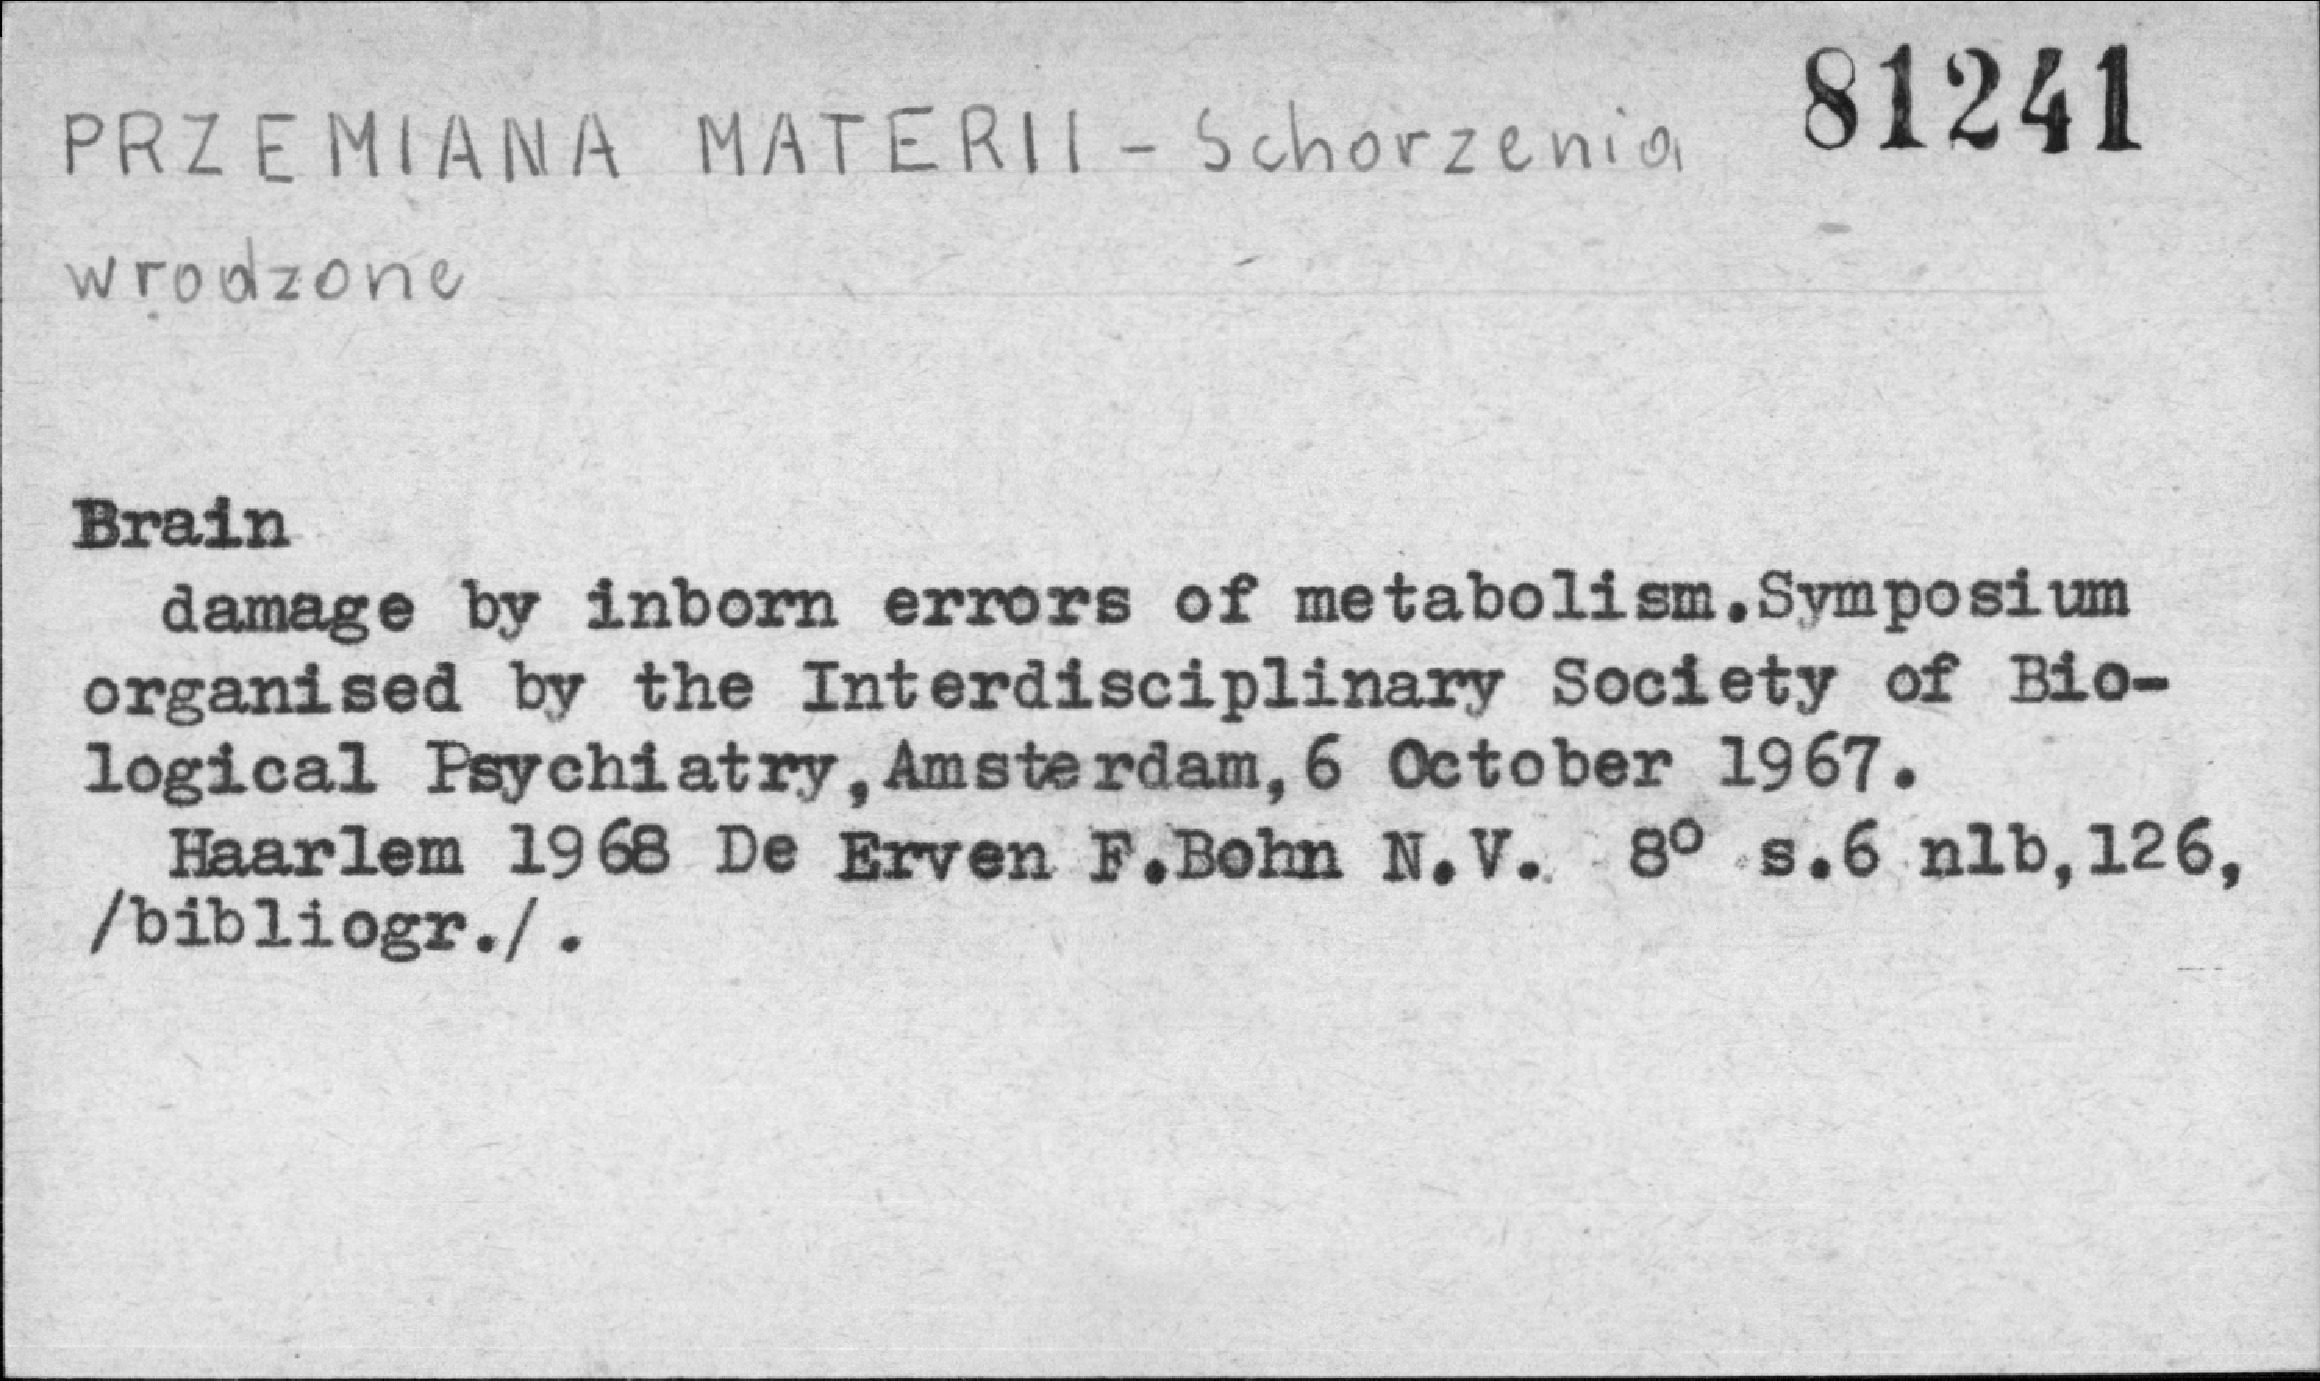 81241
PRZEMIANA MATERII - Schorzenia
wrodzone
Brain
damage by inborn errors of metabolism.Symposium
organised by the Interdisciplinary Society of Bio-
logical Psychiatry,Amsterdam,6 October 1967.
Haarlem 1968 De Erven F.Bohn N.V. 8° s.6 nlb,126,
/bibliogr./.